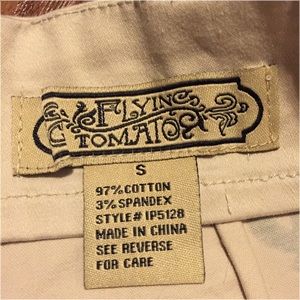 FLYING
TOMATO
S
97% COTTON
3% SPANDEX
STYLE# IP5128
MADE IN CHINA
SEE REVERSE
FOR CARE